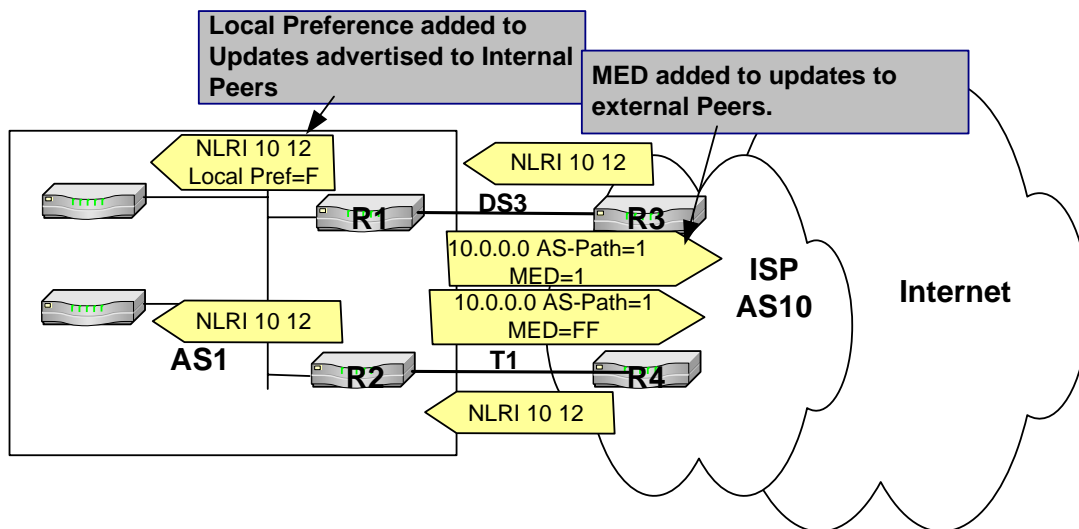 Local Preference added to
Updates advertised to Internal
Peers
MED added to updates to
external Peers.
NLRI 10 12
Local Pref=F
NLRI 10 12
R1
DS3
R3
10.0.0.0 AS-Path=1
MED=1
ISP
AS10
Internet
10.0.0.0 AS-Path=1
MED=FF
NLRI 10 12
AS1
R2
T1
R4
NLRI 10 12